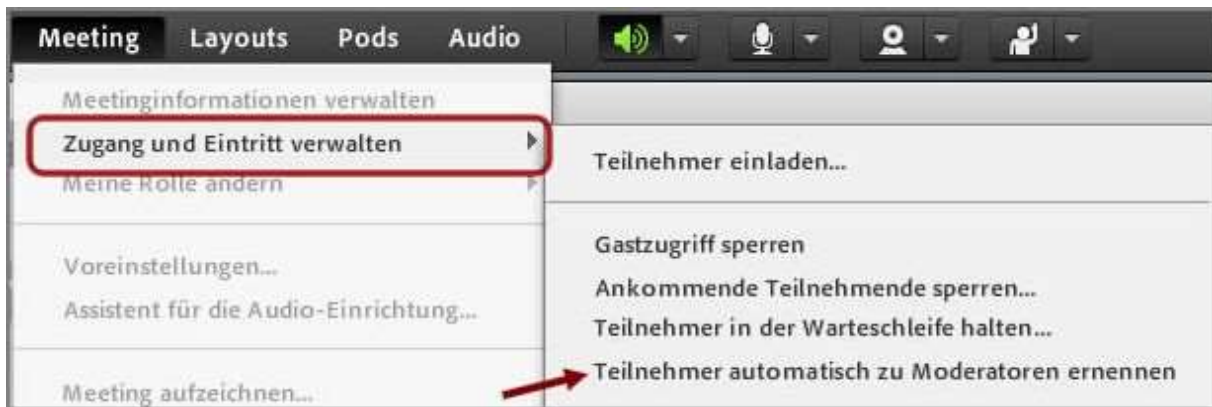 Meeting Layouts Pods Audio
Meetinginformationen verwalten
Zugang und Eintritt verwalten
Meine Rolle ändern
Voreinstellungen...
Assistent für die Audio-Einrichtung...
Meeting aufzeichnen...
Teilnehmer einladen...
Gastzugriff sperren
Ankommende Teilnehmende sperren...
Teilnehmer in der Warteschleife halten...
Teilnehmer automatisch zu Moderatoren ernennen